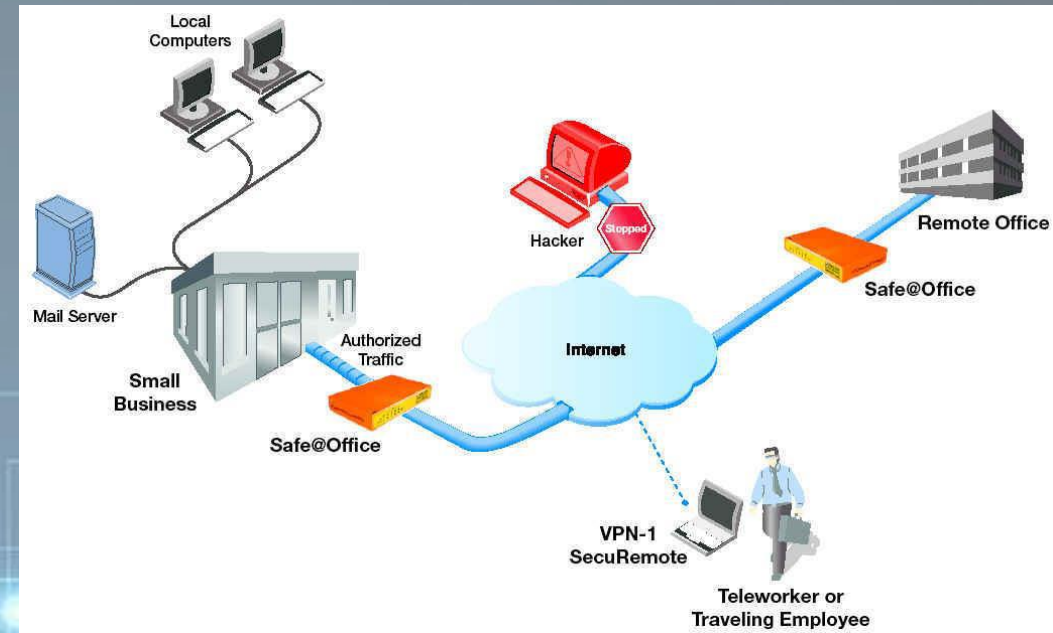 Local
Computers
Mail Server
Small
Business
Authorized
Traffic
Safe@Office
Hacker
Stopped
Internet
Remote Office
Safe@Office
VPN-1
SecuRemote
Teleworker or
Traveling Employee